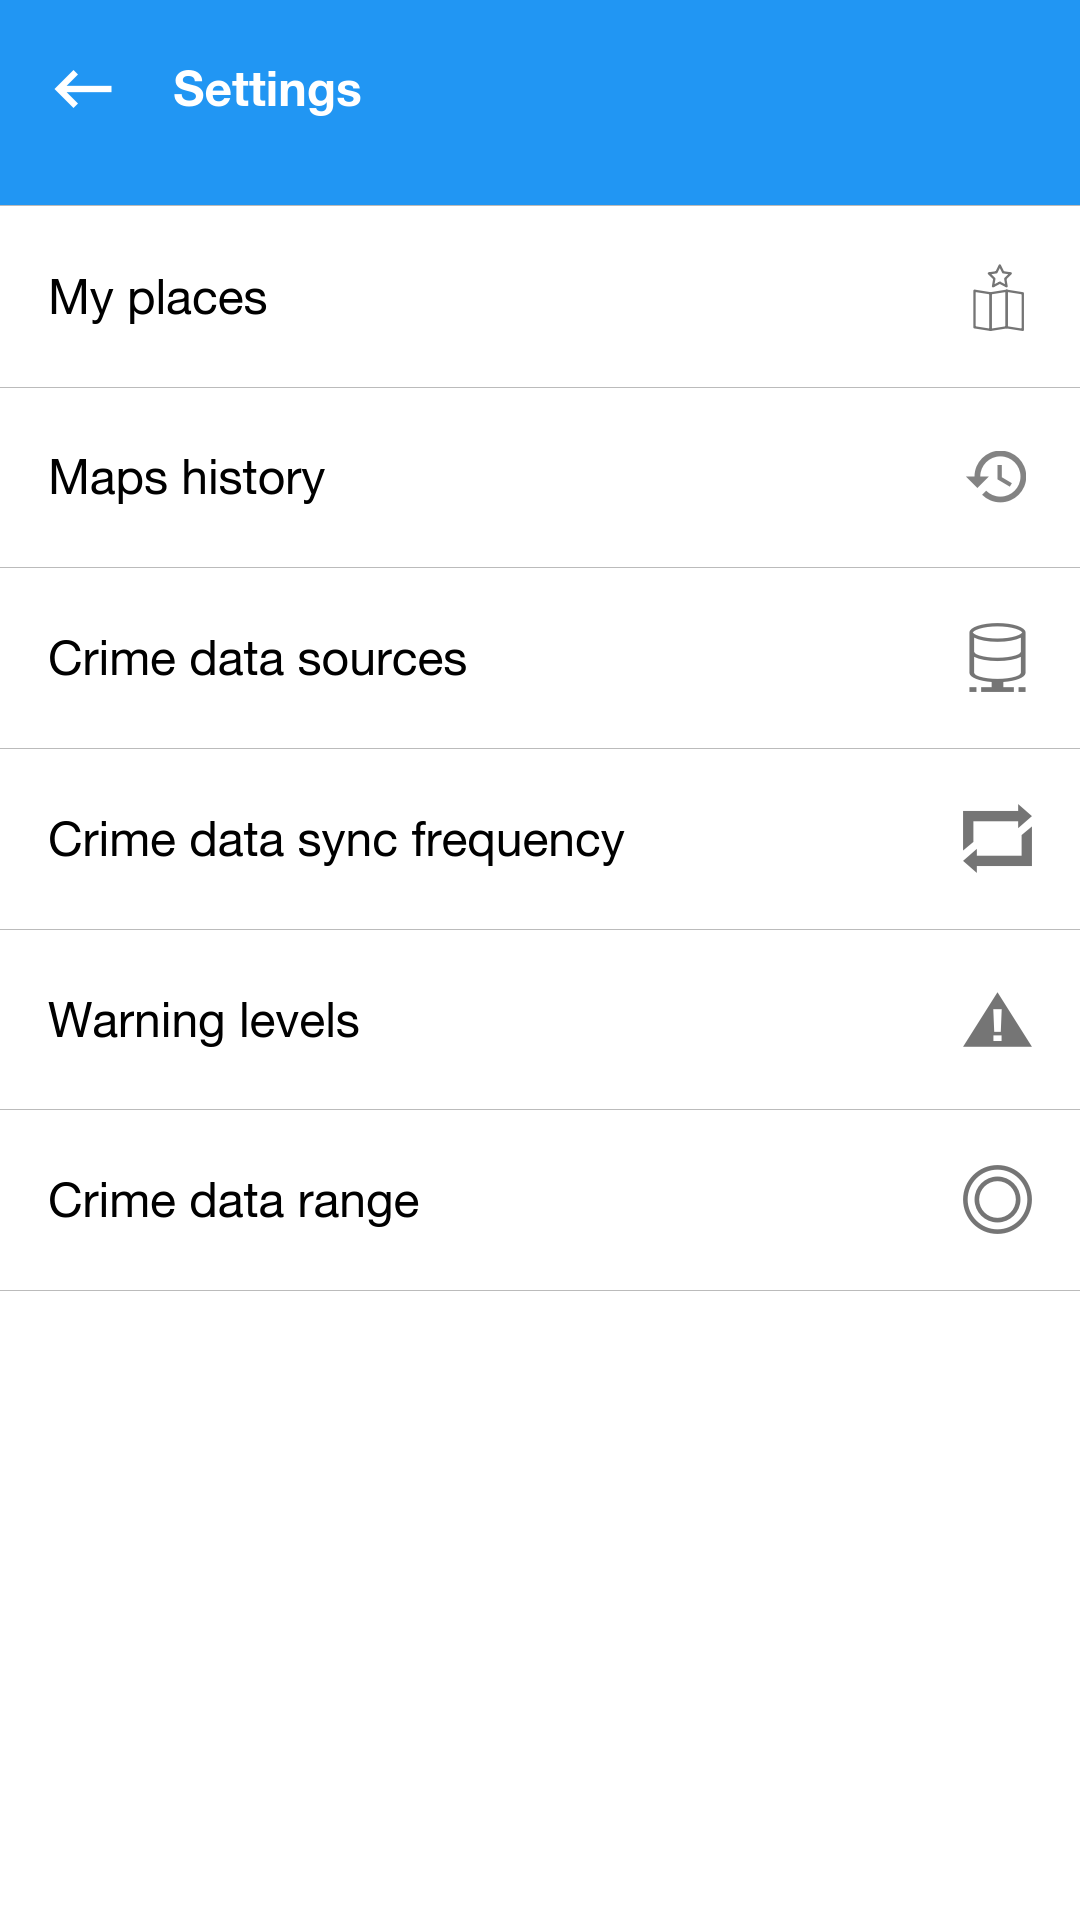 Settings
My places
Maps history
Crime data sources
Crime data sync frequency
Warning levels
Crime data range